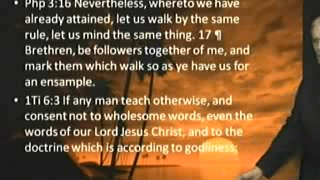 • Php 3:16 Nevertheless, whereto we have
already attained, let us walk by the same
rule, let us mind the same thing. 17 ¶
Brethren, be followers together of me, and
mark them which walk so as ye have us for
an ensample.
• 1Ti 6:3 If any man teach otherwise, and
consent not to wholesome words, even the
words of our Lord Jesus Christ, and to the
doctrine which is according to godliness;